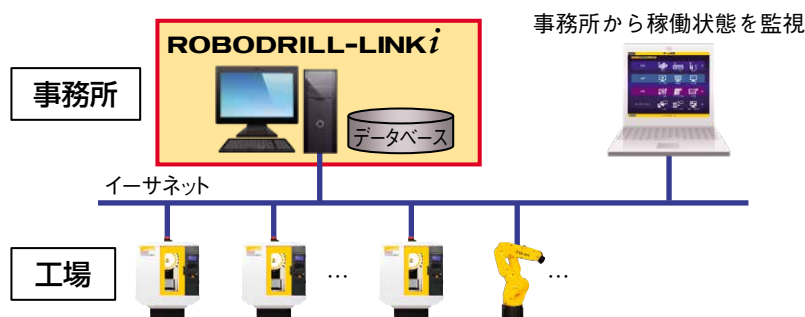 事務所から稼働状態を監視
ROBODRILL-LINKi
事務所
データベース
イーサネット
工場
… …